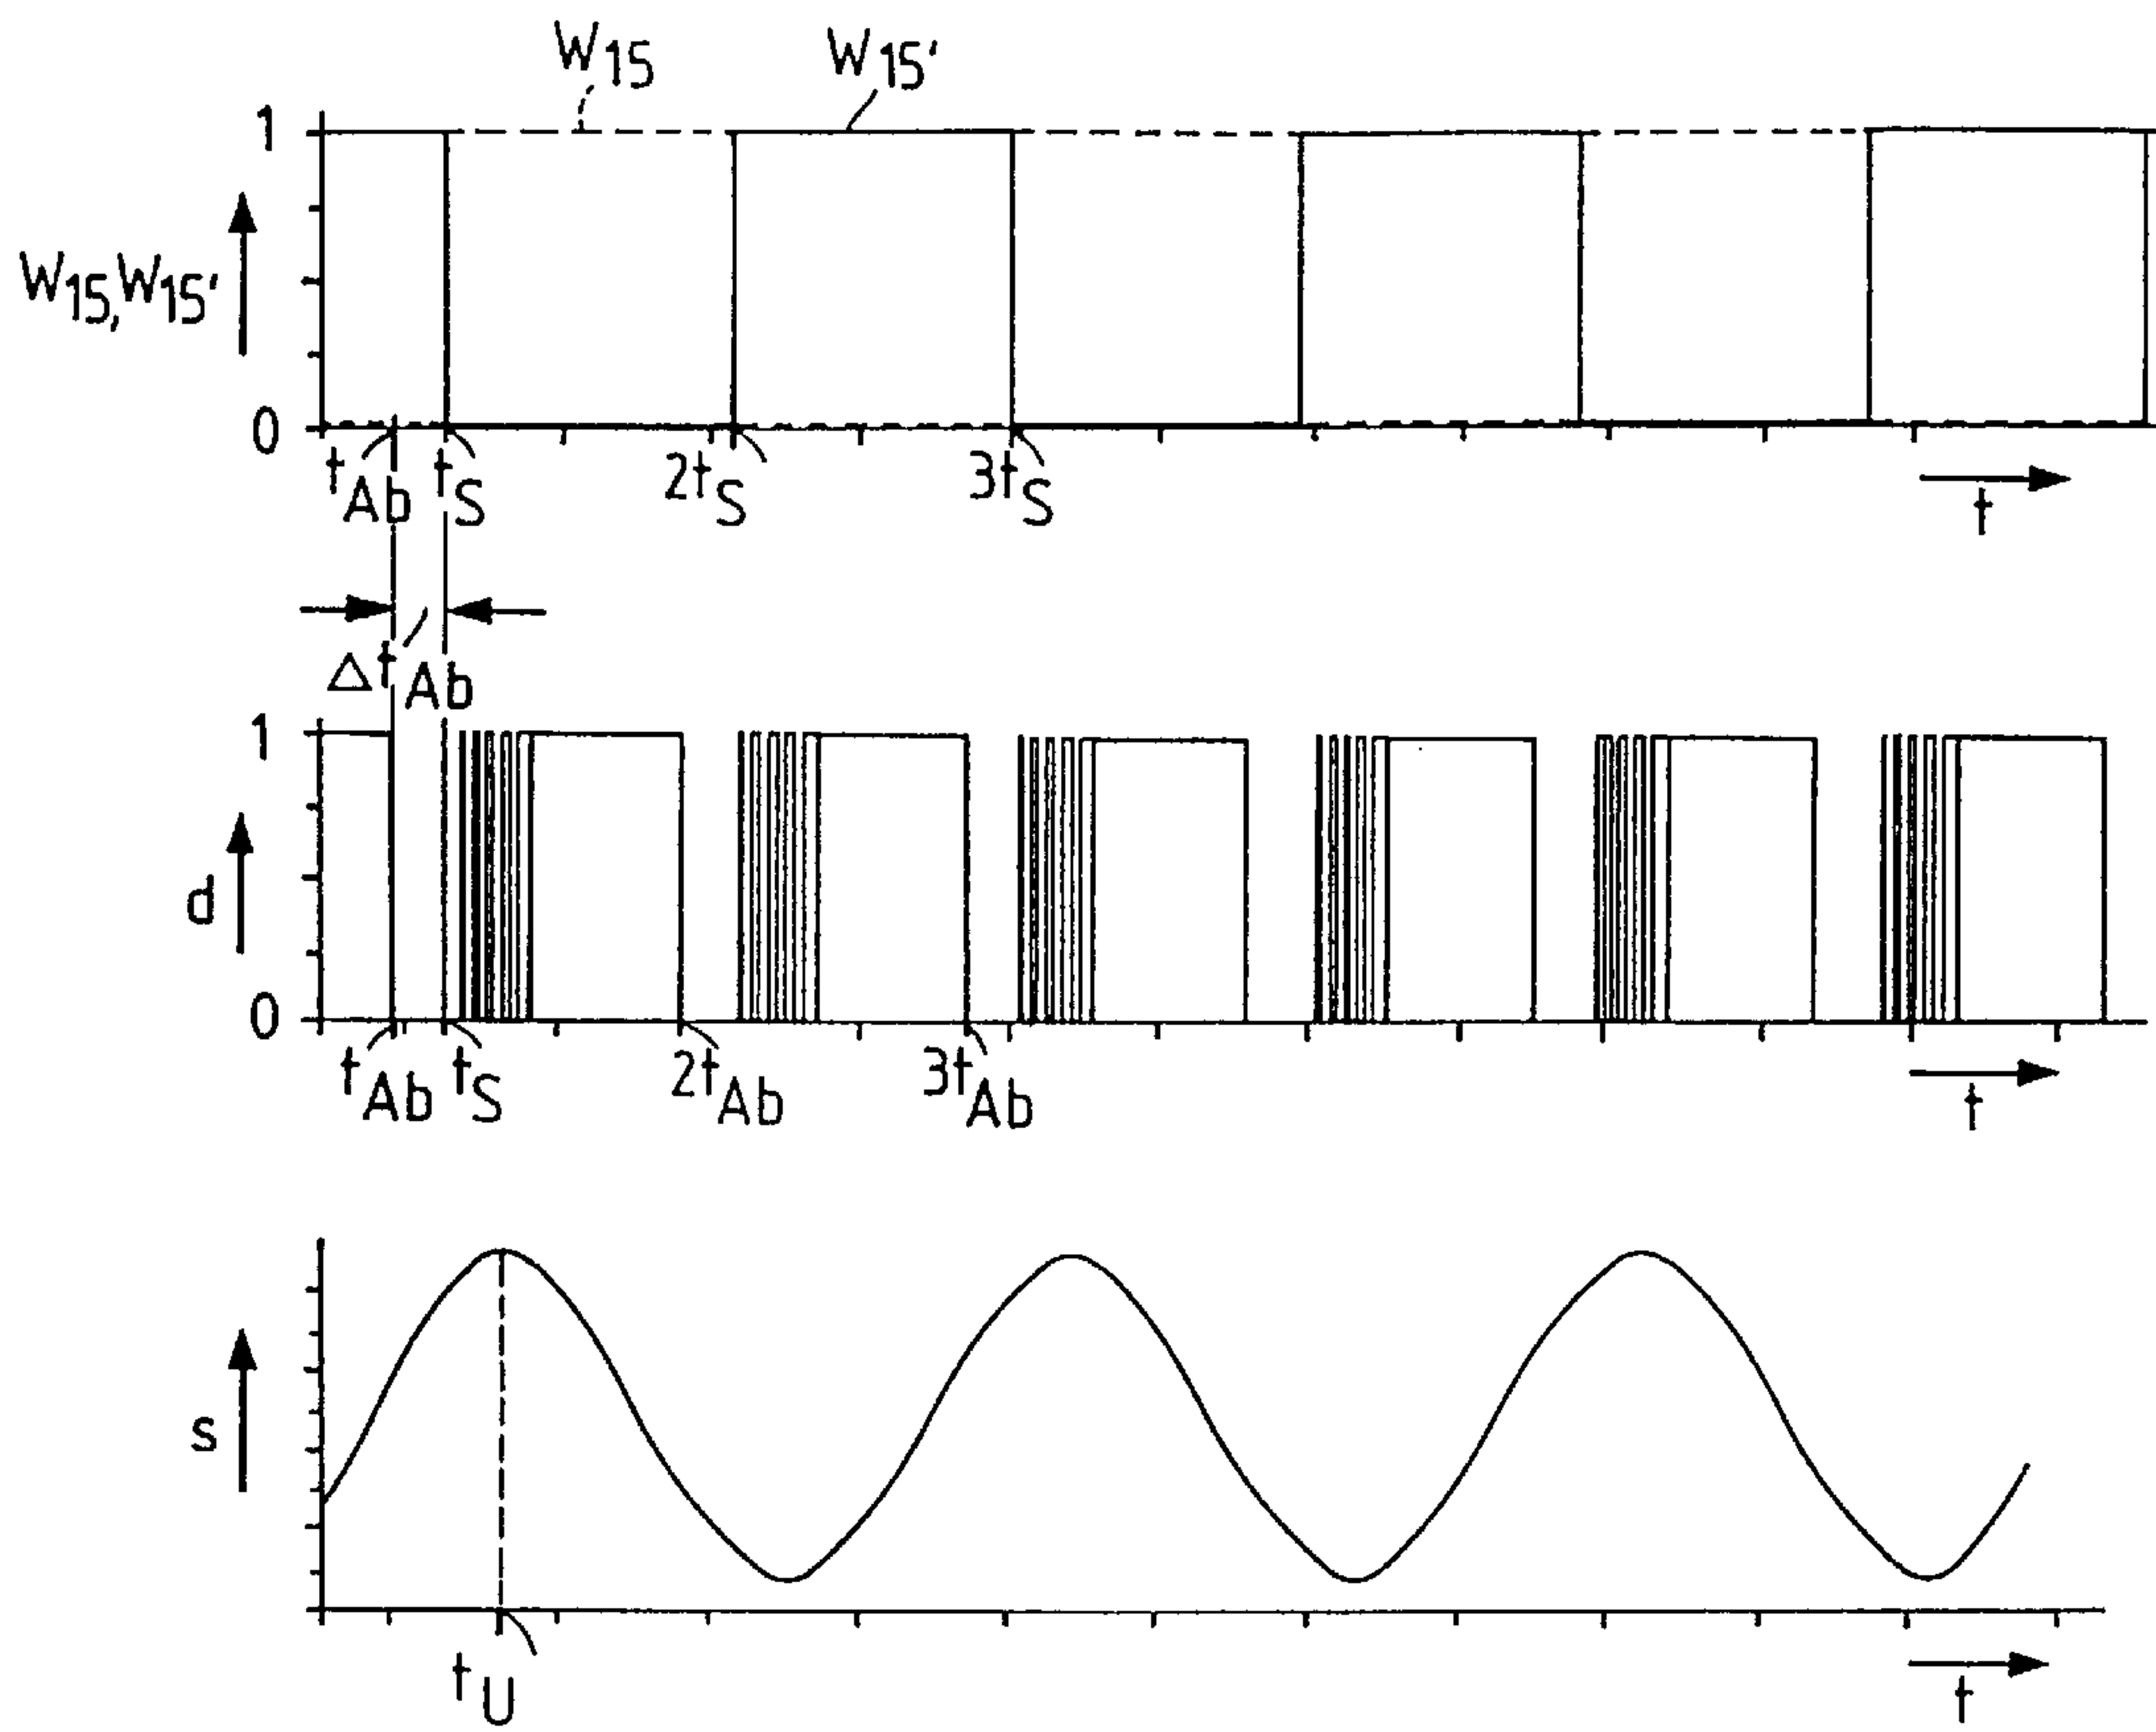 W15 W15'
1
W15,W15'
0
tAb tS 2tS 3tS
t
ΔtAb
1
d
0
tAb tS 2tAb 3tAb
t
s
tU
t